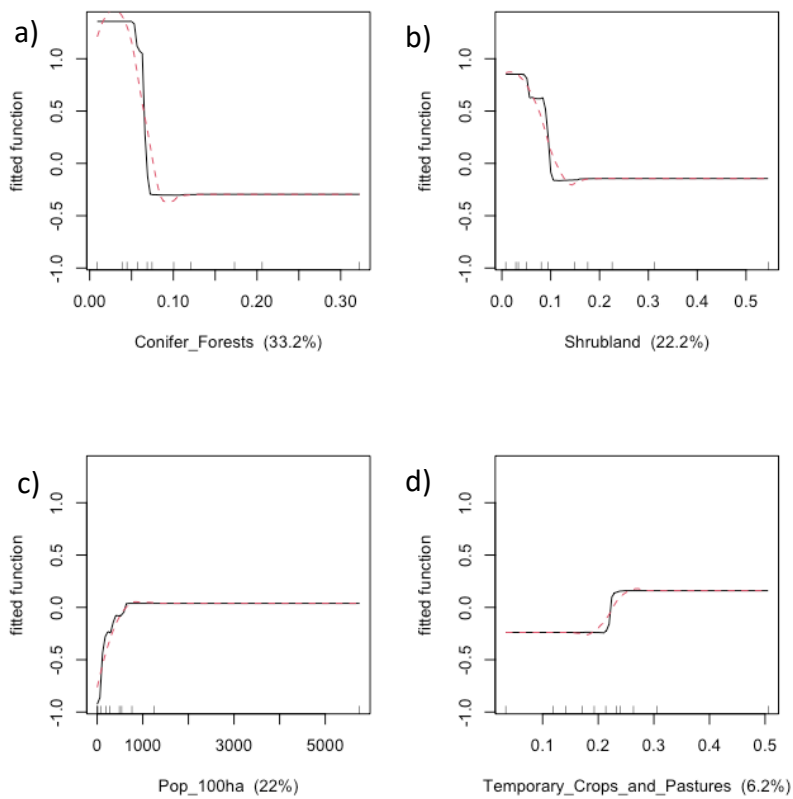 a)
fitted function
-1.0 -0.5 0.0 0.5 1.0
0.00 0.10 0.20 0.30
Conifer_Forests (33.2%)
b)
fitted function
-1.0 -0.5 0.0 0.5 1.0
0.0 0.1 0.2 0.3 0.4 0.5
Shrubland (22.2%)
c)
fitted function
-1.0 -0.5 0.0 0.5 1.0
0 1000 3000 5000
Pop_100ha (22%)
d)
fitted function
-1.0 -0.5 0.0 0.5 1.0
0.1 0.2 0.3 0.4 0.5
Temporary_Crops_and_Pastures (6.2%)